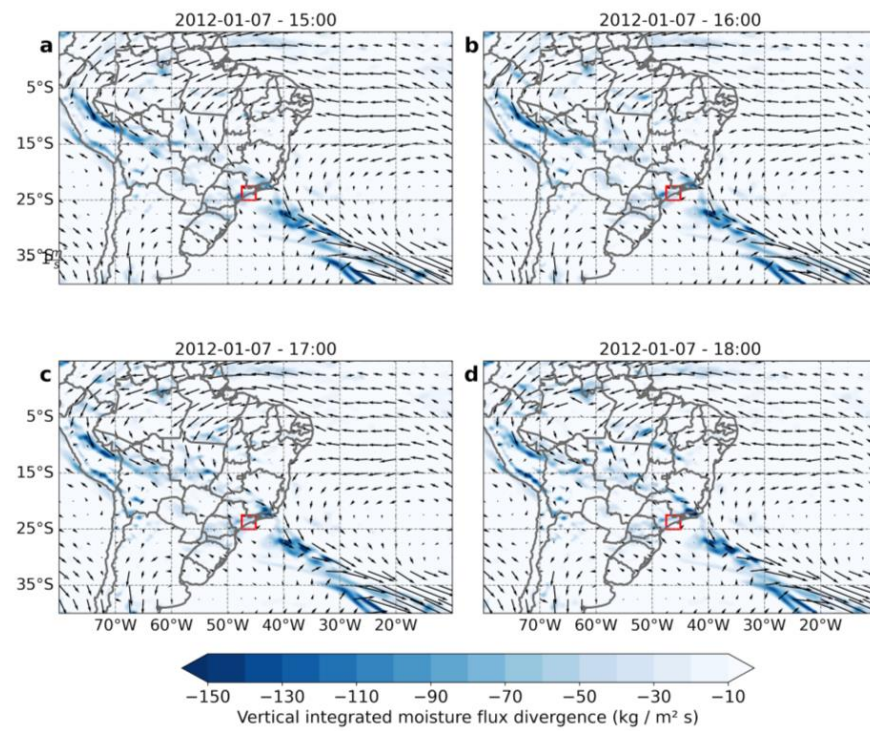 2012-01-07 - 15:00
2012-01-07 - 16:00
a
b
5°S
5°S
15°S
15°S
25°S
25°S
35°S
35°S
2012-01-07 - 17:00
2012-01-07 - 18:00
c
d
5°S
5°S
15°S
15°S
25°S
25°S
35°S
35°S
70°W 60°W 50°W 40°W 30°W 20°W
70°W 60°W 50°W 40°W 30°W 20°W
−150 −130 −110 −90 −70 −50 −30 −10
Vertical integrated moisture flux divergence (kg / m² s)